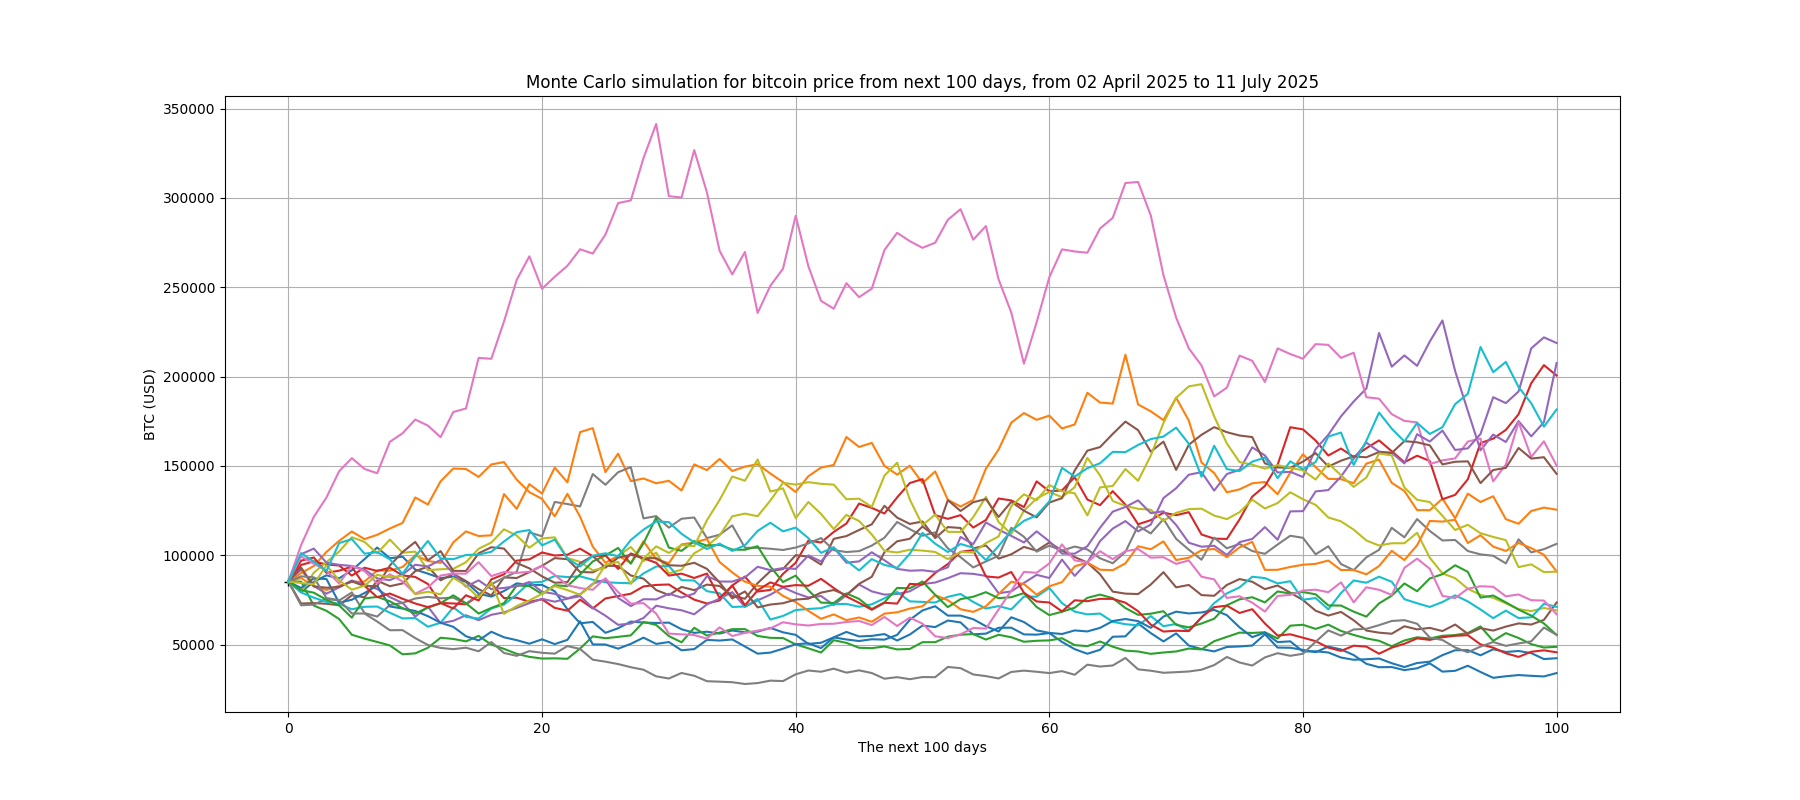 Monte Carlo simulation for bitcoin price from next 100 days, from 02 April 2025 to 11 July 2025
350000
300000
250000
200000
150000
100000
50000
BTC (USD)
0 20 40 60 80 100
The next 100 days